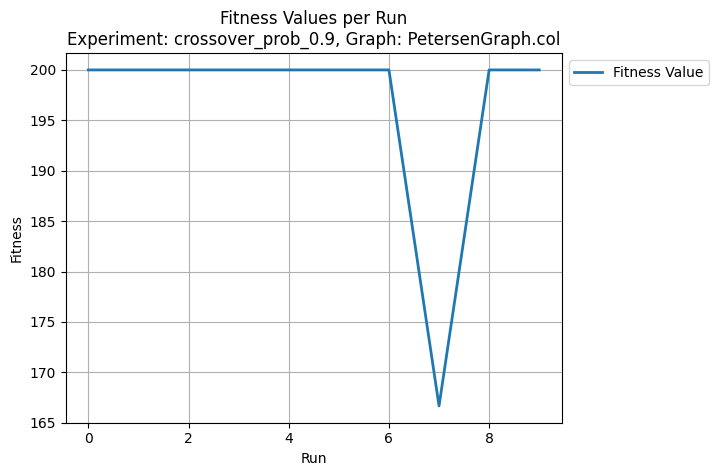 Fitness Values per Run
Experiment: crossover_prob_0.9, Graph: PetersenGraph.col
Fitness Value
200
195
190
185
180
175
170
165
Fitness
0 2 4 6 8
Run